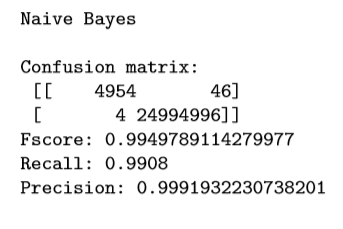 Naive Bayes
Confusion matrix:
[[ 4954 46]
[ 4 24994996]]
Fscore: 0.9949789114279977
Recall: 0.9908
Precision: 0.9991932230738201